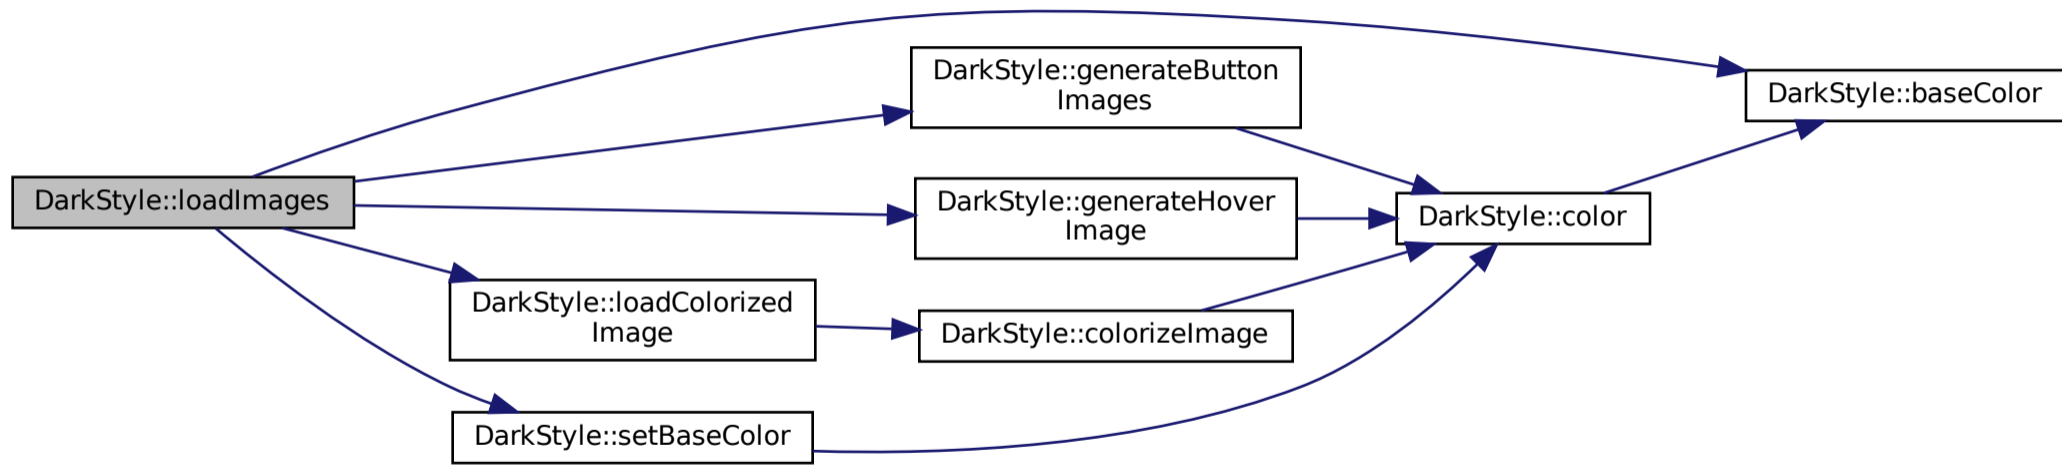 DarkStyle::loadImages
DarkStyle::generateButton
Images
DarkStyle::baseColor
DarkStyle::generateHover
Image
DarkStyle::color
DarkStyle::loadColorized
Image
DarkStyle::colorizeImage
DarkStyle::setBaseColor